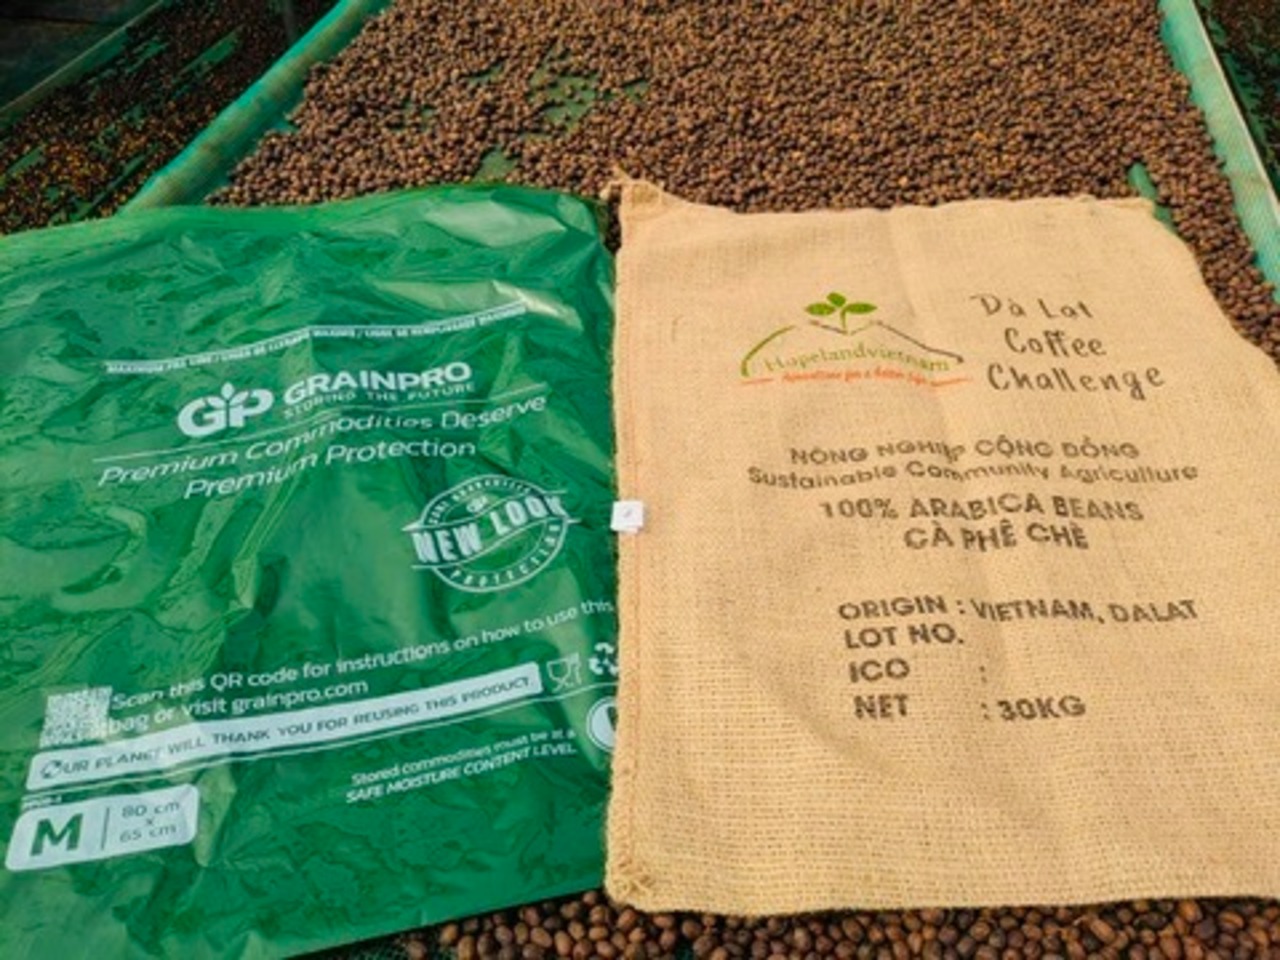 GP GRAINPRO
STORING THE FUTURE
Premium Commodities Deserve
Premium Protection
NEW LOOK
PROTECTION
Scan this QR code for instructions on how to use this
bag or visit grainpro.com
OUR PLANET WILL THANK YOU FOR REUSING THIS PRODUCT.
Stored commodities must be at a
SAFE MOISTURE CONTENT LEVEL.
M 80 cm
x
65 cm
Hopelandvietnam
Đà Lạt
Coffee
Challenge
NÔNG NGHIỆP CỘNG ĐỒNG
Sustainable Community Agriculture
100% ARABICA BEANS
CÀ PHÊ CHÈ
ORIGIN : VIETNAM, DALAT
LOT NO.
ICO :
NET : 30KG